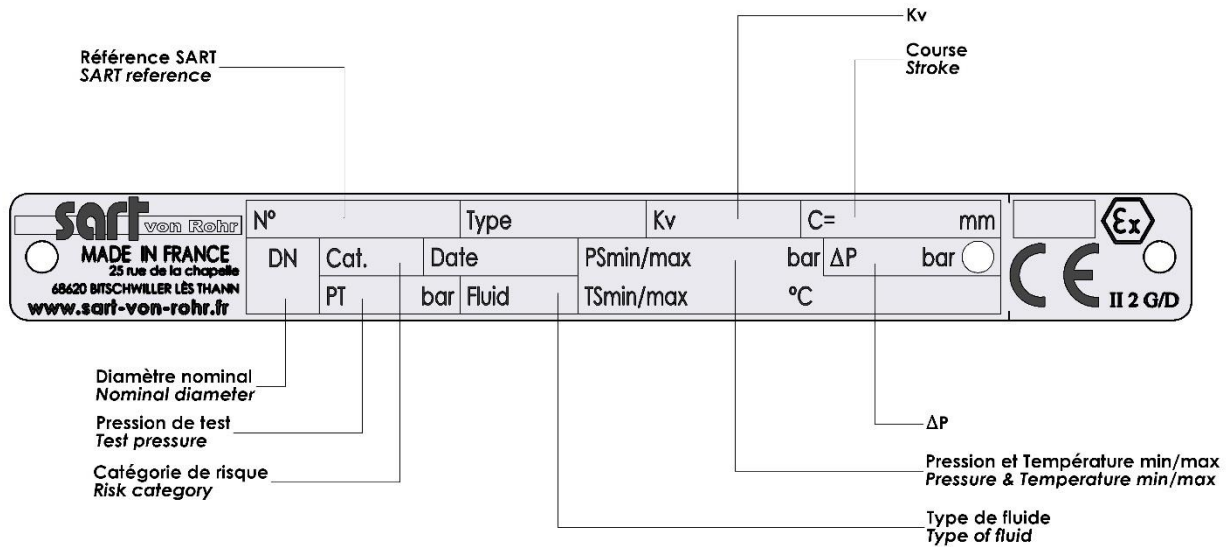 Kv
Référence SART
SART reference
Course
Stroke
sart von Rohr
MADE IN FRANCE
25 rue de la chapelle
68620 BITSCHWILLER LÈS THANN
www.sart-von-rohr.fr
N° Type Kv C= mm
DN Cat. Date PSmin/max bar ΔP bar
PT bar Fluid TSmin/max °C
Ex
CE II 2 G/D
Diamètre nominal
Nominal diameter
Pression de test
Test pressure
Catégorie de risque
Risk category
ΔP
Pression et Température min/max
Pressure & Temperature min/max
Type de fluide
Type of fluid